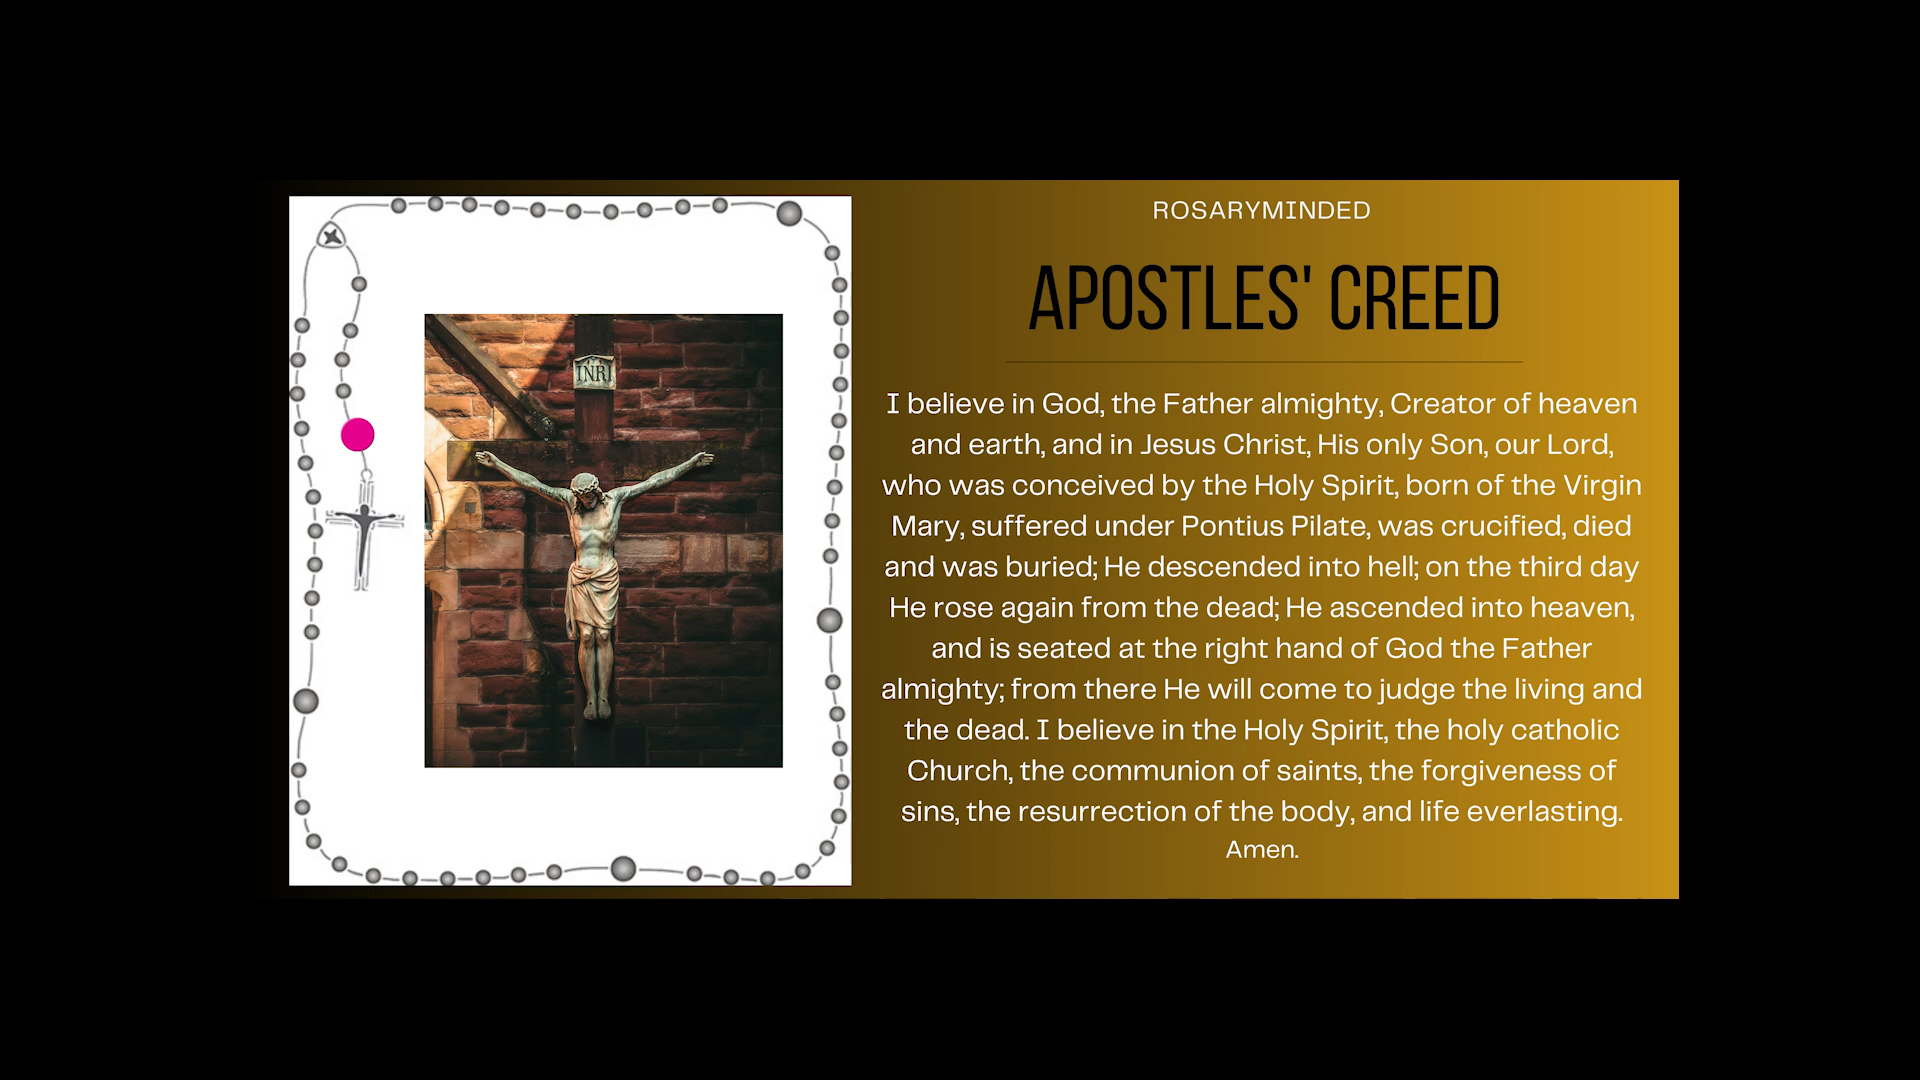 ROSARYMINDED
APOSTLES' CREED
I believe in God, the Father almighty, Creator of heaven
and earth, and in Jesus Christ, His only Son, our Lord,
who was conceived by the Holy Spirit, born of the Virgin
Mary, suffered under Pontius Pilate, was crucified, died
and was buried; He descended into hell; on the third day
He rose again from the dead; He ascended into heaven,
and is seated at the right hand of God the Father
almighty; from there He will come to judge the living and
the dead. I believe in the Holy Spirit, the holy catholic
Church, the communion of saints, the forgiveness of
sins, the resurrection of the body, and life everlasting.
Amen.
INRI